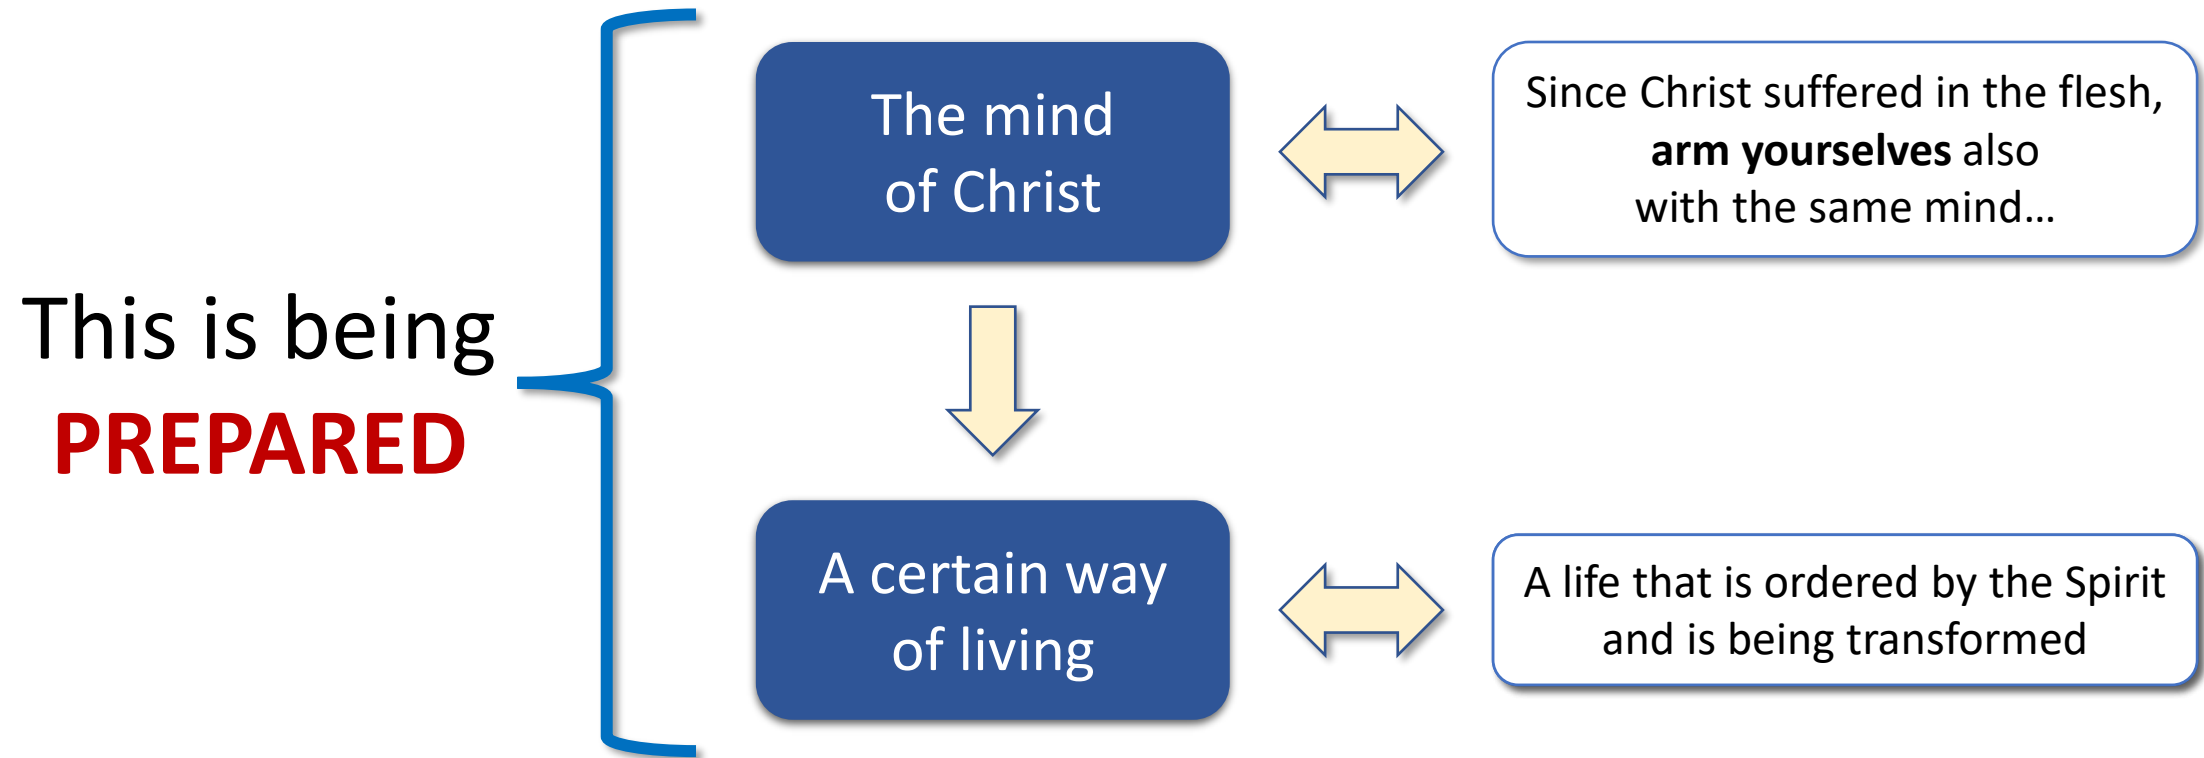 This is being
PREPARED
The mind
of Christ
Since Christ suffered in the flesh,
arm yourselves also
with the same mind…
A certain way
of living
A life that is ordered by the Spirit
and is being transformed